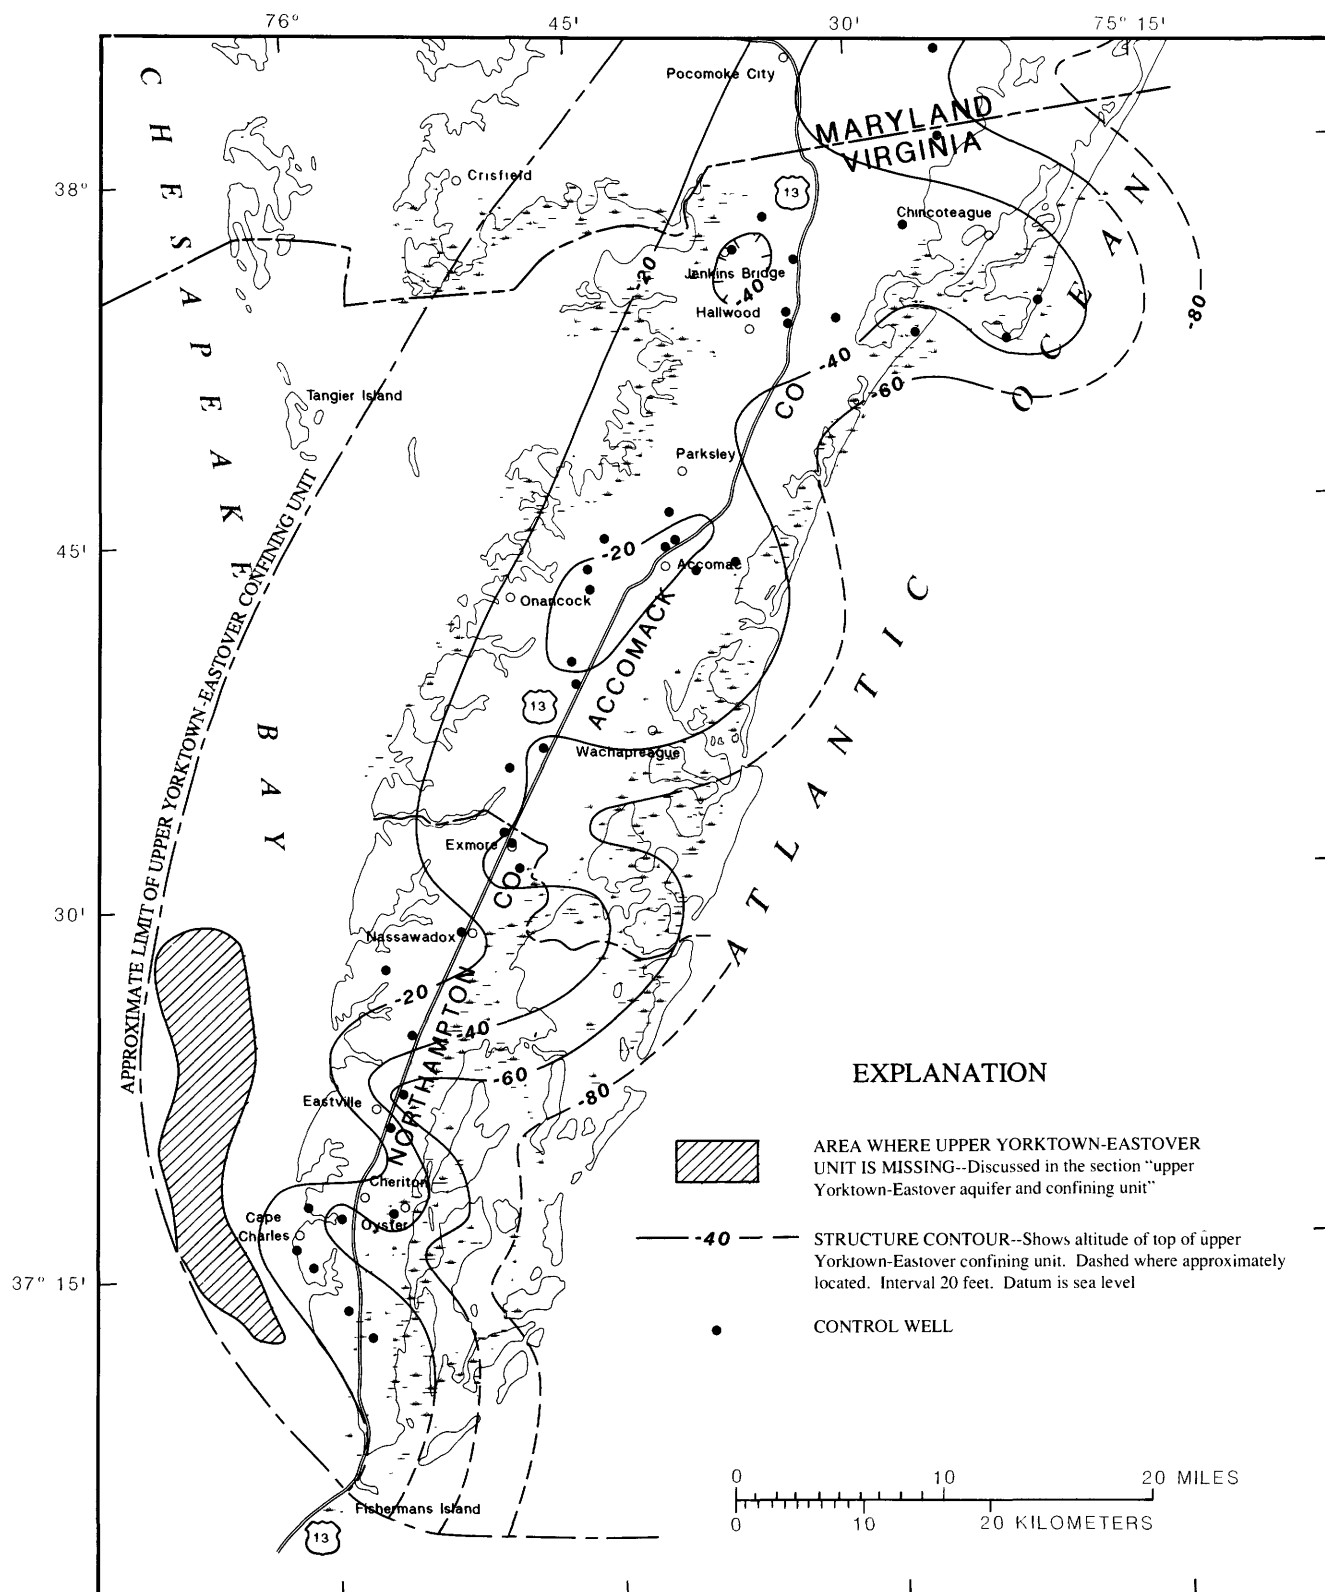 76°
45'
30'
75° 15'
Pocomoke City
MARYLAND
VIRGINIA
CHESAPEAKE BAY
38°
Crisfield
13
Chincoteague
-20
Jenkins Bridge
-40
Hallwood
-80
-40
-60
CO
Tangier Island
Parksley
APPROXIMATE LIMIT OF UPPER YORKTOWN-EASTOVER CONFINING UNIT
45'
-20
Accomac
Onancock
ACCOMACK
13
Wachapreague
ATLANTIC OCEAN
Exmore
CO
30'
Nassawadox
-20
NORTHAMPTON
-40
-60
-80
Eastville
Cheriton
Cape
Charles
Oyster
37° 15'
Fishermans Island
13
EXPLANATION
AREA WHERE UPPER YORKTOWN-EASTOVER
UNIT IS MISSING--Discussed in the section "upper
Yorktown-Eastover aquifer and confining unit"
-40
STRUCTURE CONTOUR--Shows altitude of top of upper
Yorktown-Eastover confining unit. Dashed where approximately
located. Interval 20 feet. Datum is sea level
CONTROL WELL
0 10 20 MILES
0 10 20 KILOMETERS